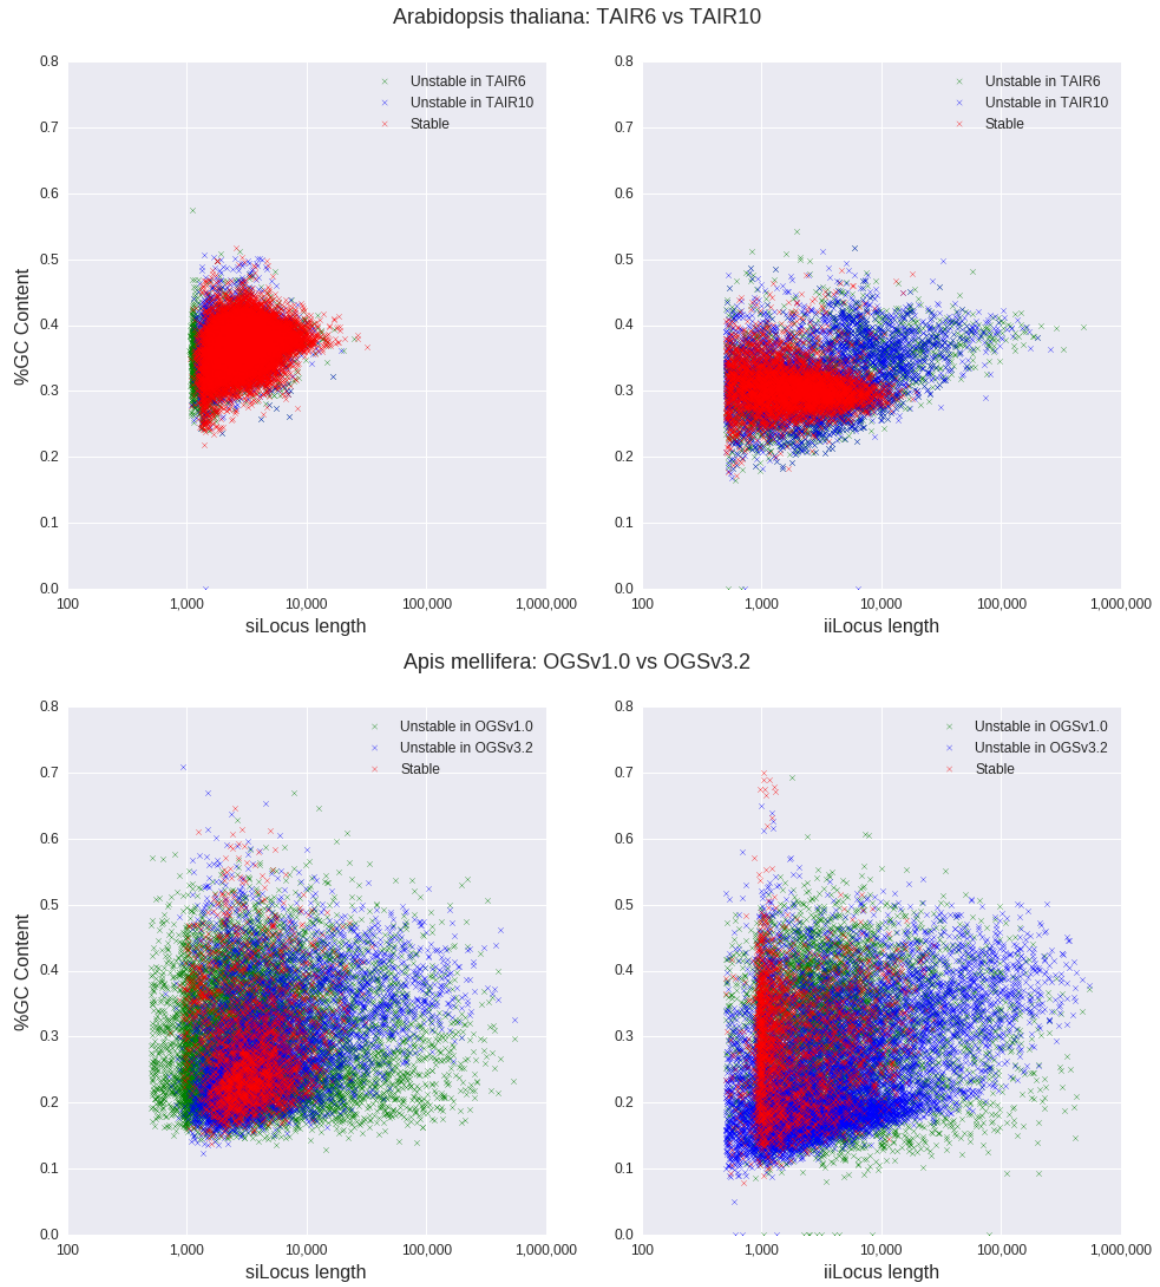 Arabidopsis thaliana: TAIR6 vs TAIR10
0.8
0.7
0.6
0.5
0.4
0.3
0.2
0.1
0.0
%GC Content
Unstable in TAIR6
Unstable in TAIR10
Stable
100
1,000
10,000
100,000
1,000,000
siLocus length
0.8
0.7
0.6
0.5
0.4
0.3
0.2
0.1
0.0
Unstable in TAIR6
Unstable in TAIR10
Stable
100
1,000
10,000
100,000
1,000,000
iiLocus length
Apis mellifera: OGSv1.0 vs OGSv3.2
0.8
0.7
0.6
0.5
0.4
0.3
0.2
0.1
0.0
%GC Content
Unstable in OGSv1.0
Unstable in OGSv3.2
Stable
100
1,000
10,000
100,000
1,000,000
siLocus length
0.8
0.7
0.6
0.5
0.4
0.3
0.2
0.1
0.0
Unstable in OGSv1.0
Unstable in OGSv3.2
Stable
100
1,000
10,000
100,000
1,000,000
iiLocus length